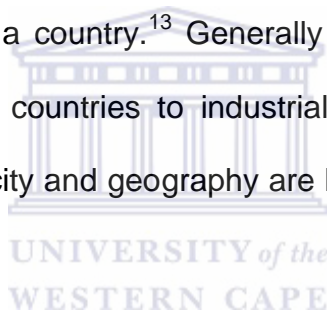 a country.13 Generally
countries to industrial
city and geography are
UNIVERSITY of the
WESTERN CAPE